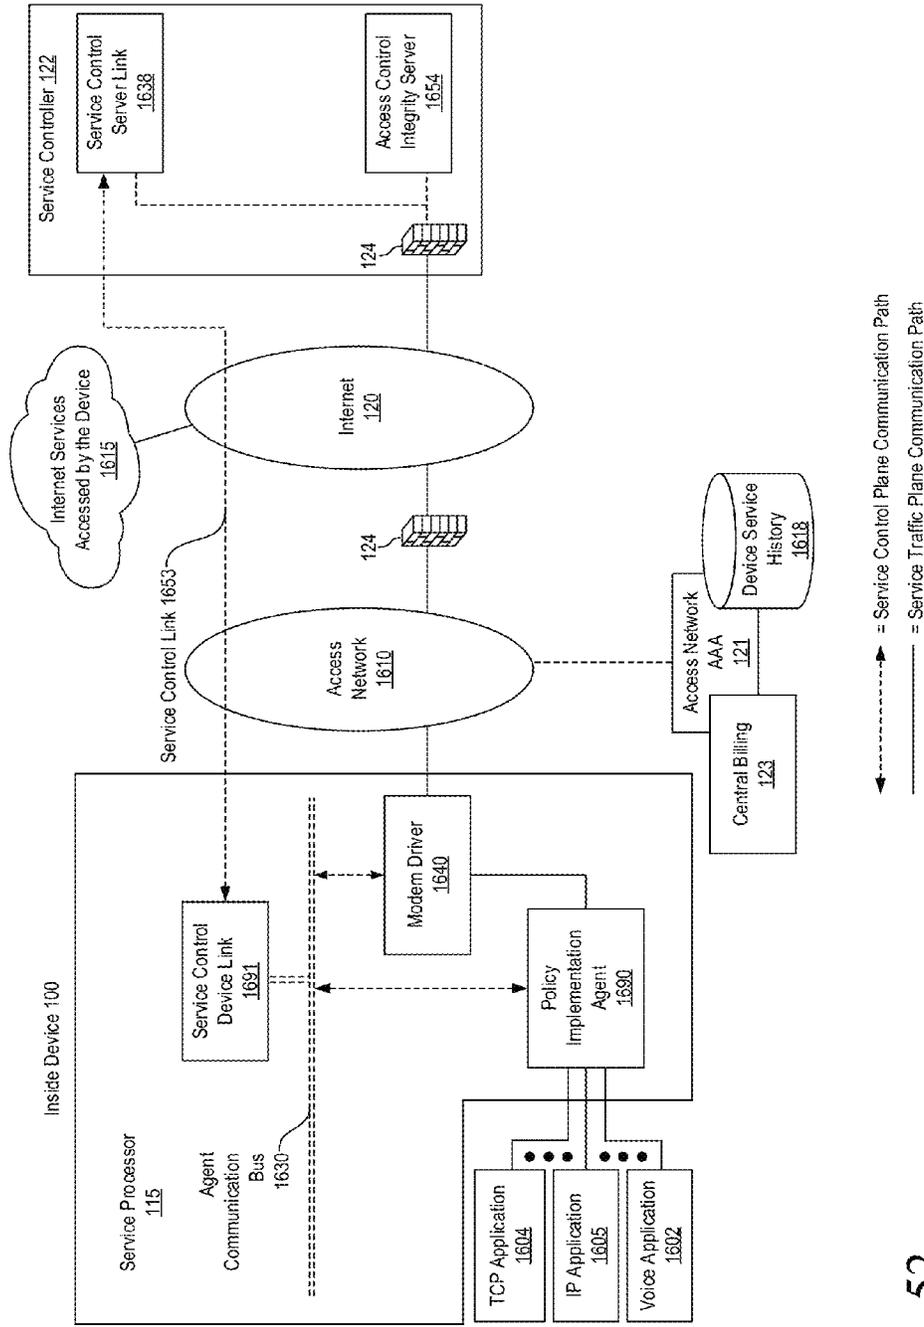 Inside Device 100
Service Processor
115
Agent
Communication
Bus
1630
Service Control
Device Link
1691
Modem Driver
1640
Policy
Implementation
Agent
1690
TCP Application
1604
IP Application
1605
Voice Application
1602
Service Control Link 1653
Access
Network
1610
124
Access Network
AAA
121
Central Billing
123
Device Service
History
1618
Internet Services
Accessed by the Device
1615
Internet
120
Service Controller 122
Service Control
Server Link
1638
124
Access Control
Integrity Server
1654
= Service Control Plane Communication Path
= Service Traffic Plane Communication Path